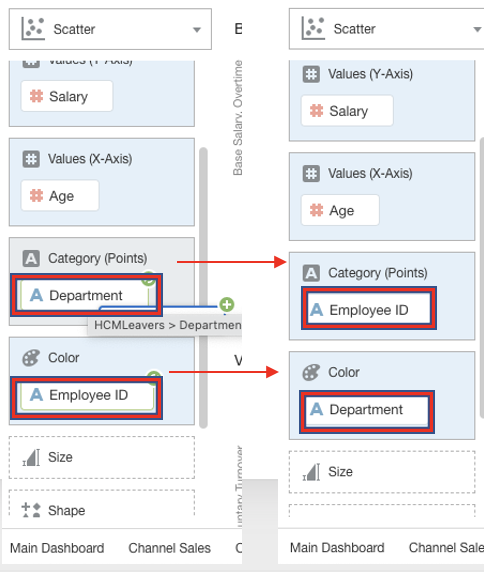 Scatter
Values (Y-Axis)
Salary
Values (X-Axis)
Age
Category (Points)
Department
HCMLeavers > Departmen
Color
Employee ID
Size
Shape
Main Dashboard
Channel Sales
B
Base Salary, Overtime
V
untary Turnover
C
Scatter
Values (Y-Axis)
Salary
Values (X-Axis)
Age
Category (Points)
Employee ID
Color
Department
Size
Main Dashboard
Channel Sale